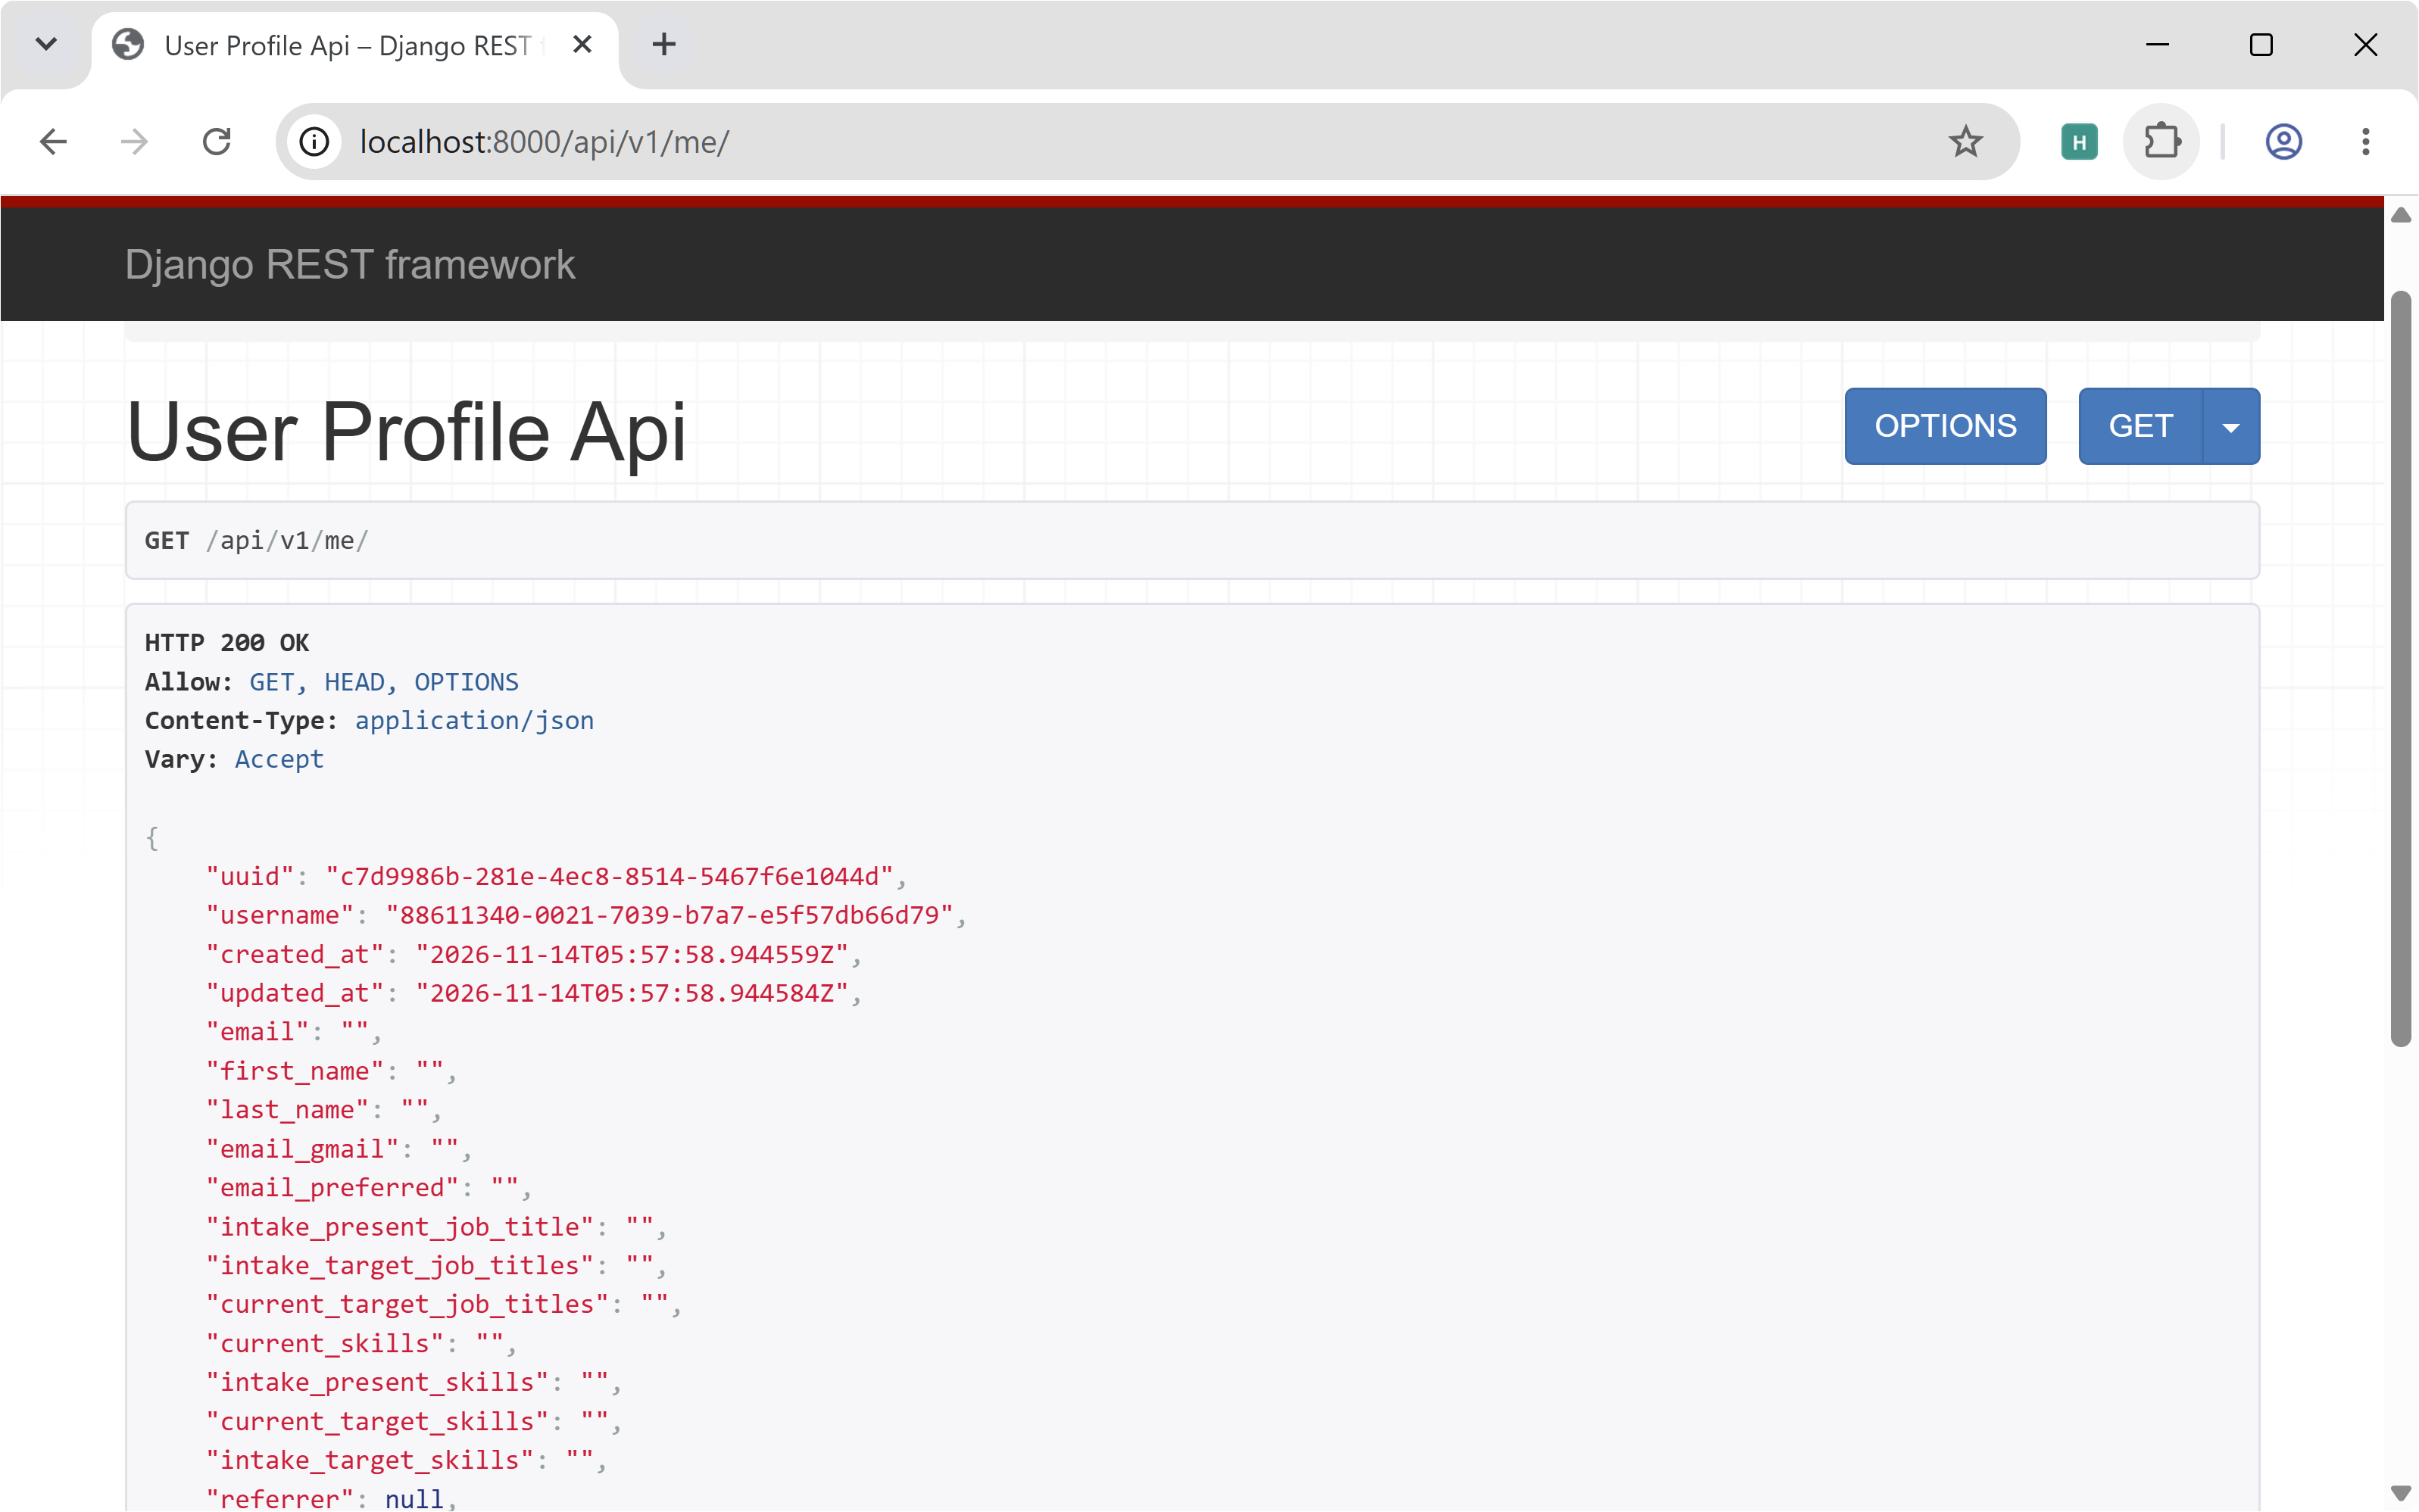 User Profile Api – Django REST
localhost:8000/api/v1/me/
H
Django REST framework
User Profile Api
OPTIONS
GET
GET /api/v1/me/
HTTP 200 OK
Allow: GET, HEAD, OPTIONS
Content-Type: application/json
Vary: Accept
{
    "uuid": "c7d9986b-281e-4ec8-8514-5467f6e1044d",
    "username": "88611340-0021-7039-b7a7-e5f57db66d79",
    "created_at": "2026-11-14T05:57:58.944559Z",
    "updated_at": "2026-11-14T05:57:58.944584Z",
    "email": "",
    "first_name": "",
    "last_name": "",
    "email_gmail": "",
    "email_preferred": "",
    "intake_present_job_title": "",
    "intake_target_job_titles": "",
    "current_target_job_titles": "",
    "current_skills": "",
    "intake_present_skills": "",
    "current_target_skills": "",
    "intake_target_skills": "",
    "referrer": null,